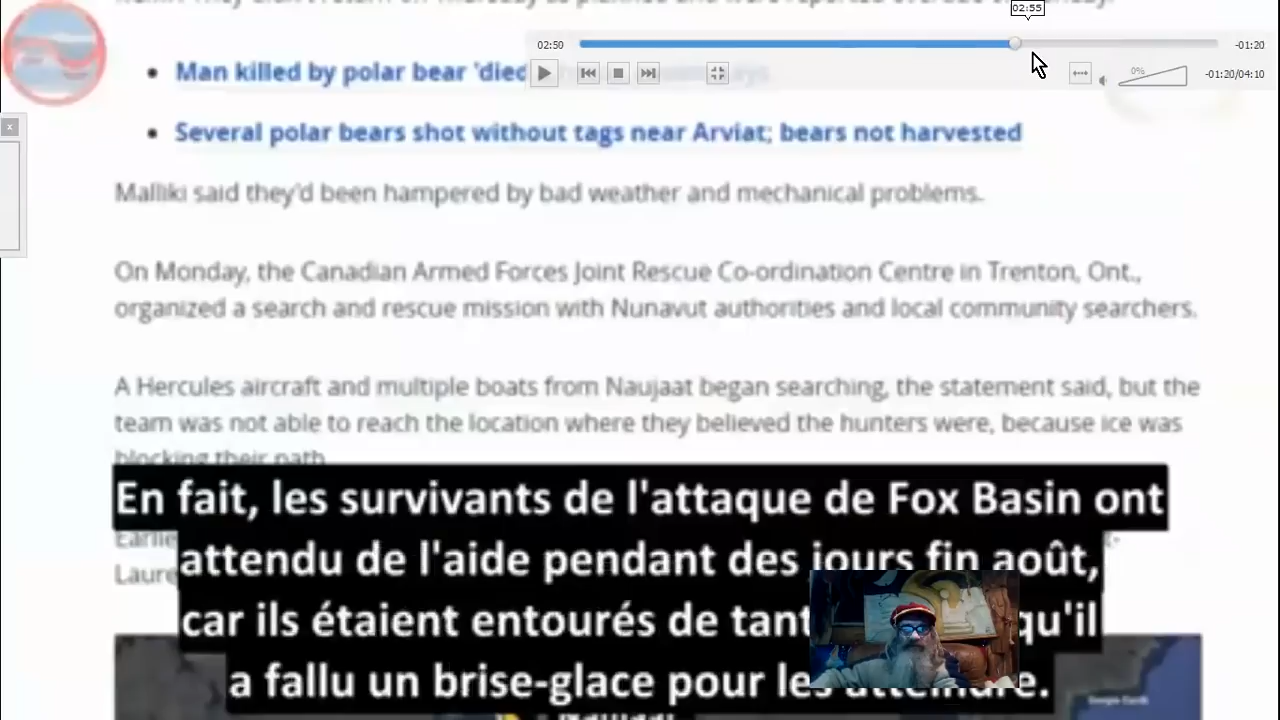 02:55
02:50
-01:20
Man killed by polar bear 'died
0%
-01:20/04:10
x
Several polar bears shot without tags near Arviat; bears not harvested
Malliki said they'd been hampered by bad weather and mechanical problems.
On Monday, the Canadian Armed Forces Joint Rescue Co-ordination Centre in Trenton, Ont.,
organized a search and rescue mission with Nunavut authorities and local community searchers.
A Hercules aircraft and multiple boats from Naujaat began searching, the statement said, but the
team was not able to reach the location where they believed the hunters were, because ice was
blocking their path
En fait, les survivants de l'attaque de Fox Basin ont
attendu de l'aide pendant des jours fin août,
car ils étaient entourés de tant qu'il
a fallu un brise-glace pour les atteindre.
Google Earth